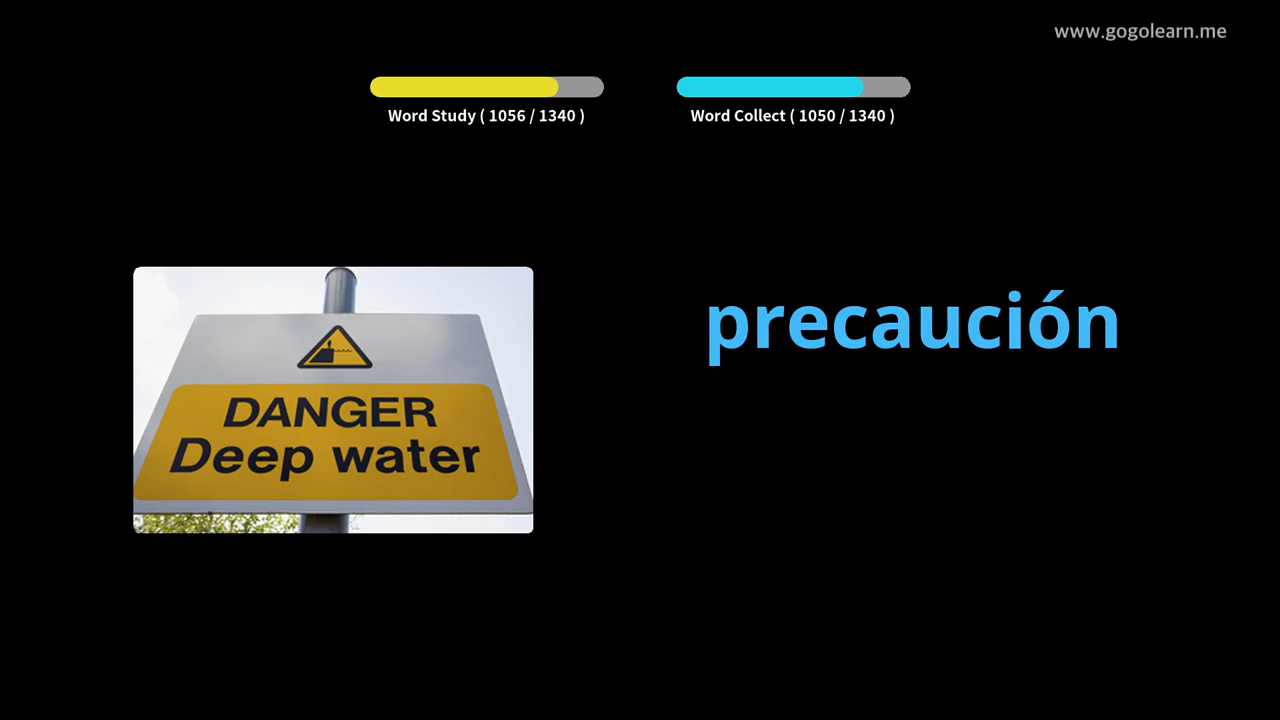 www.gogolearn.me
Word Study ( 1056 / 1340 )
Word Collect ( 1050 / 1340 )
DANGER
Deep water
precaución